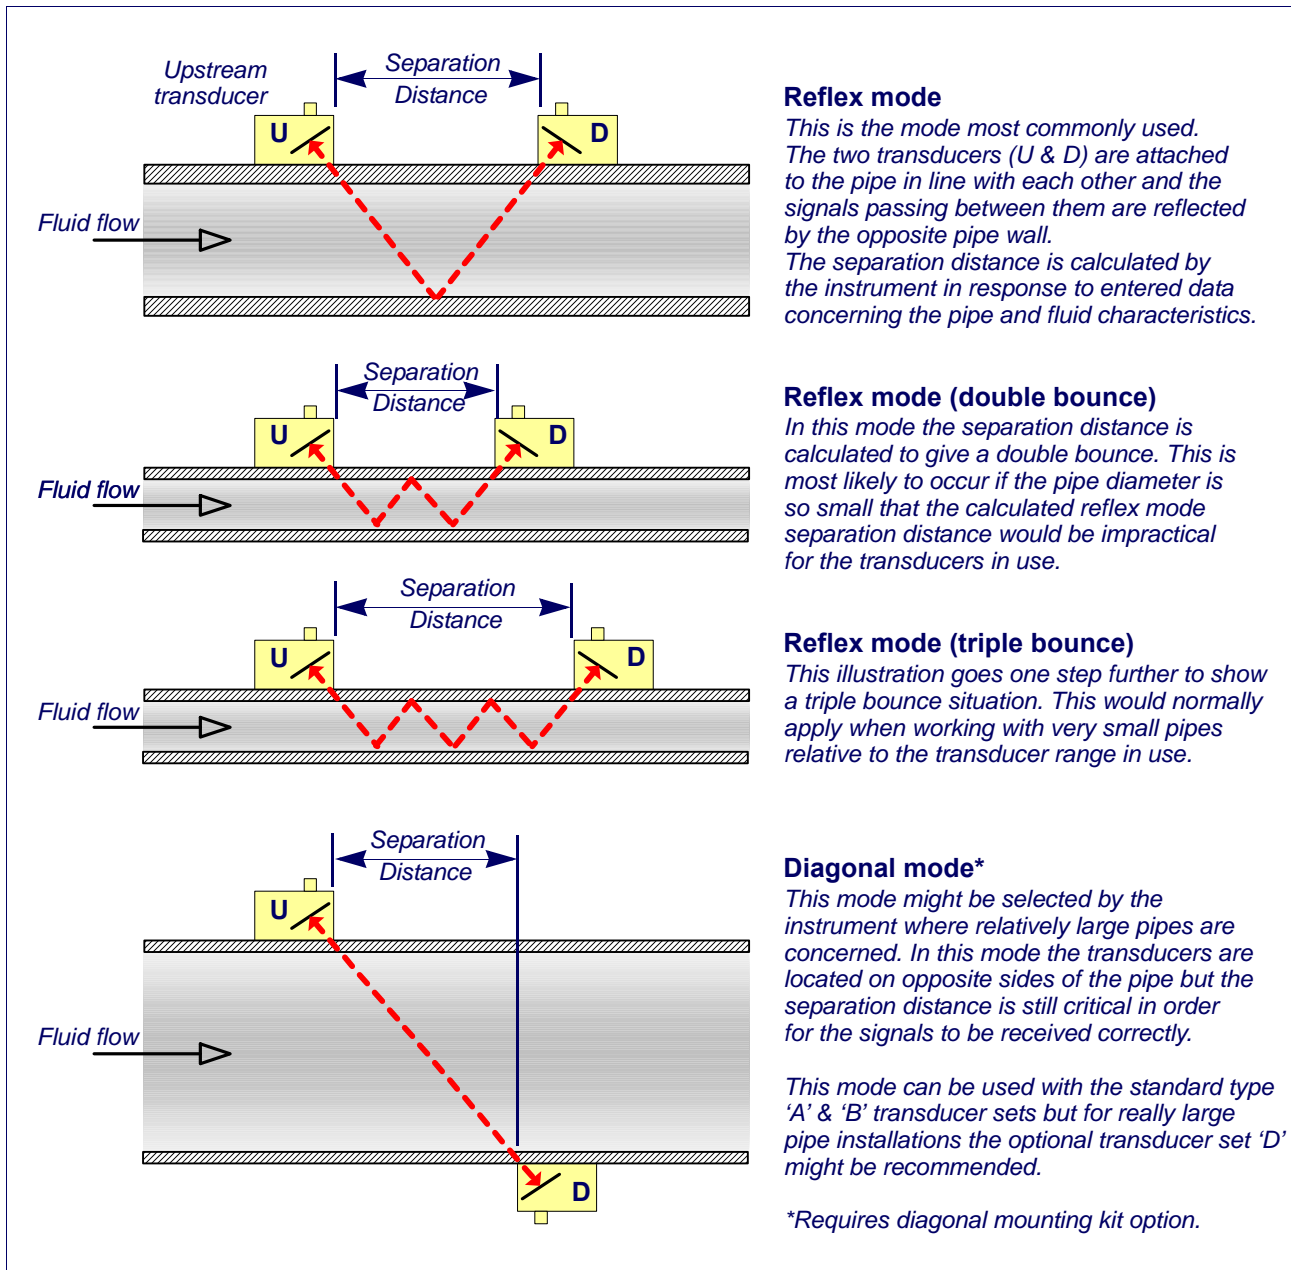 Upstream
transducer
Separation
Distance
U
D
Fluid flow
Reflex mode
This is the mode most commonly used.
The two transducers (U & D) are attached
to the pipe in line with each other and the
signals passing between them are reflected
by the opposite pipe wall.
The separation distance is calculated by
the instrument in response to entered data
concerning the pipe and fluid characteristics.
Separation
Distance
U
D
Fluid flow
Reflex mode (double bounce)
In this mode the separation distance is
calculated to give a double bounce. This is
most likely to occur if the pipe diameter is
so small that the calculated reflex mode
separation distance would be impractical
for the transducers in use.
Separation
Distance
U
D
Fluid flow
Reflex mode (triple bounce)
This illustration goes one step further to show
a triple bounce situation. This would normally
apply when working with very small pipes
relative to the transducer range in use.
Separation
Distance
U
Fluid flow
D
Diagonal mode*
This mode might be selected by the
instrument where relatively large pipes are
concerned. In this mode the transducers are
located on opposite sides of the pipe but the
separation distance is still critical in order
for the signals to be received correctly.
This mode can be used with the standard type
‘A’ & ‘B’ transducer sets but for really large
pipe installations the optional transducer set ‘D’
might be recommended.
*Requires diagonal mounting kit option.